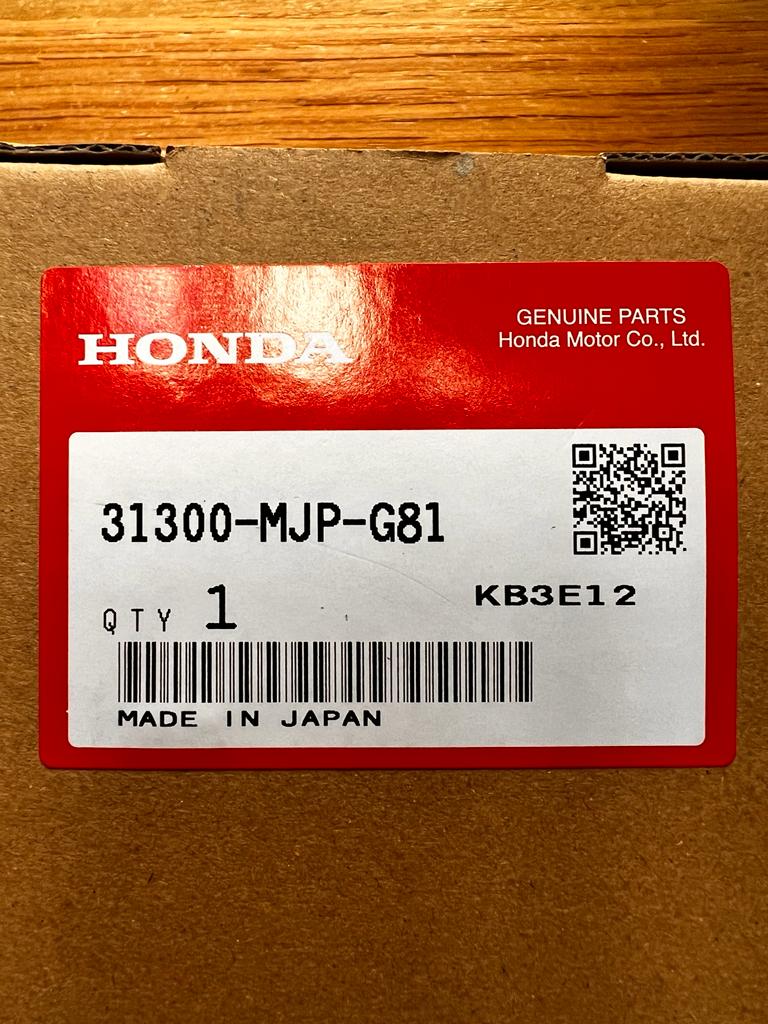 HONDA
GENUINE PARTS
Honda Motor Co., Ltd.
31300-MJP-G81
QTY 1
KB3E12
MADE IN JAPAN